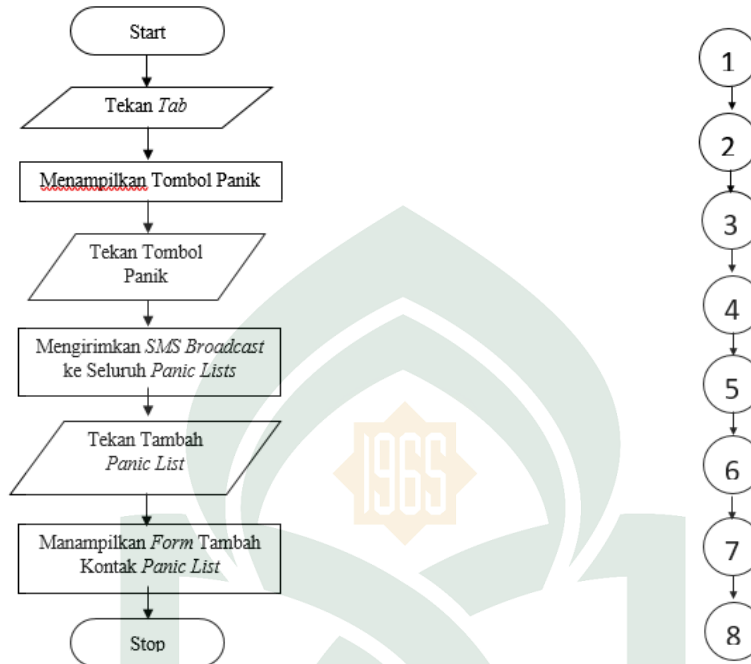 Start
Tekan Tab
Menampilkan Tombol Panik
Tekan Tombol
Panik
Mengirimkan SMS Broadcast
ke Seluruh Panic Lists
Tekan Tambah
Panic List
Manampilkan Form Tambah
Kontak Panic List
Stop
1
2
3
4
5
6
7
8
1965